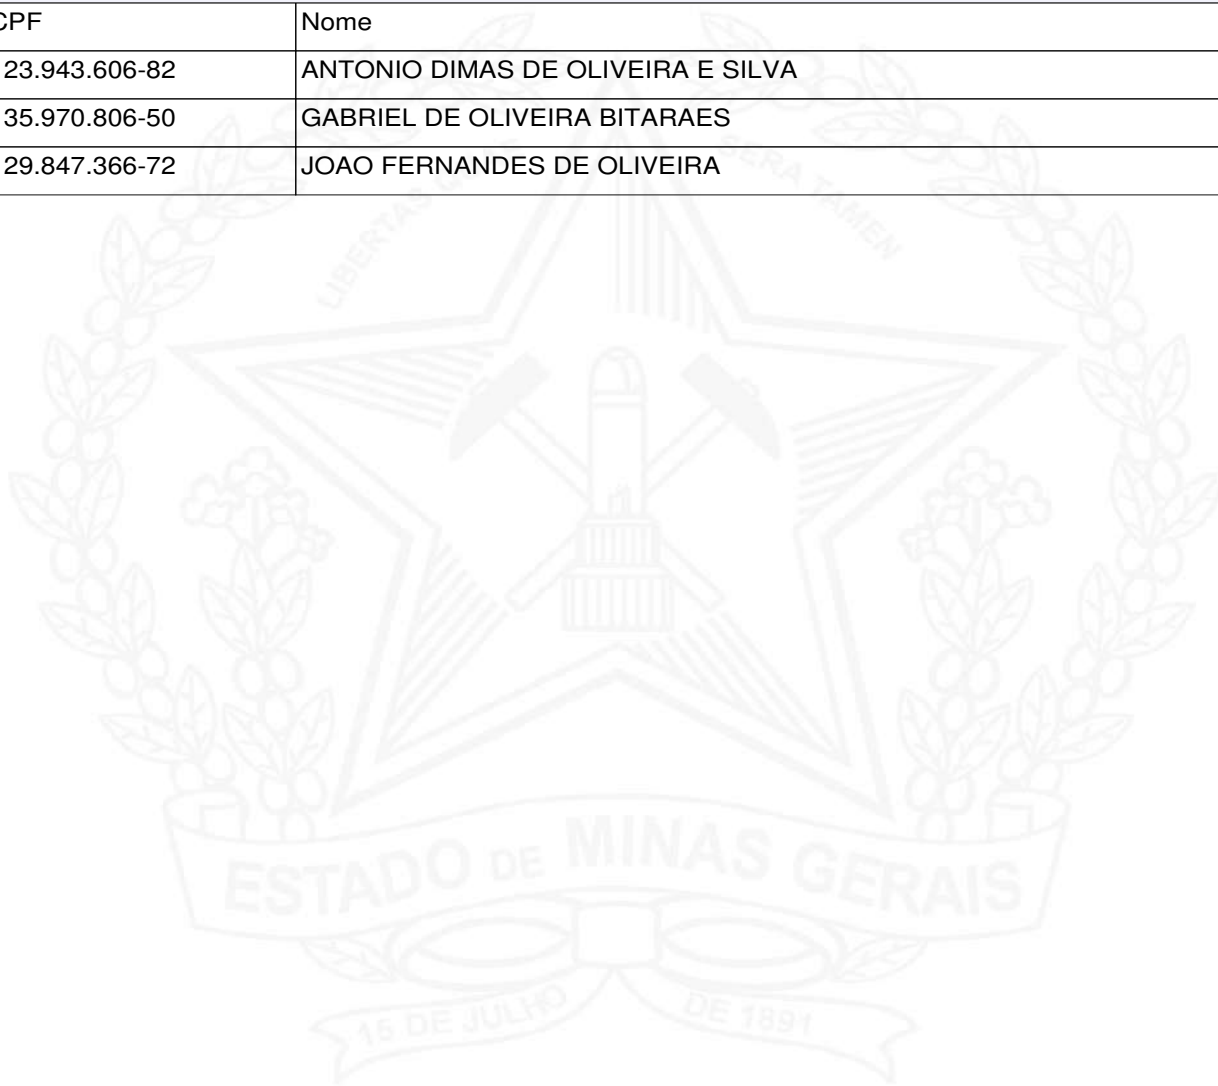 CPF Nome
23.943.606-82 ANTONIO DIMAS DE OLIVEIRA E SILVA
35.970.806-50 GABRIEL DE OLIVEIRA BITARAES
29.847.366-72 JOAO FERNANDES DE OLIVEIRA
LIBERTAS QUÆ SERA TAMEN
ESTADO DE MINAS GERAIS
15 DE JULHO DE 1891